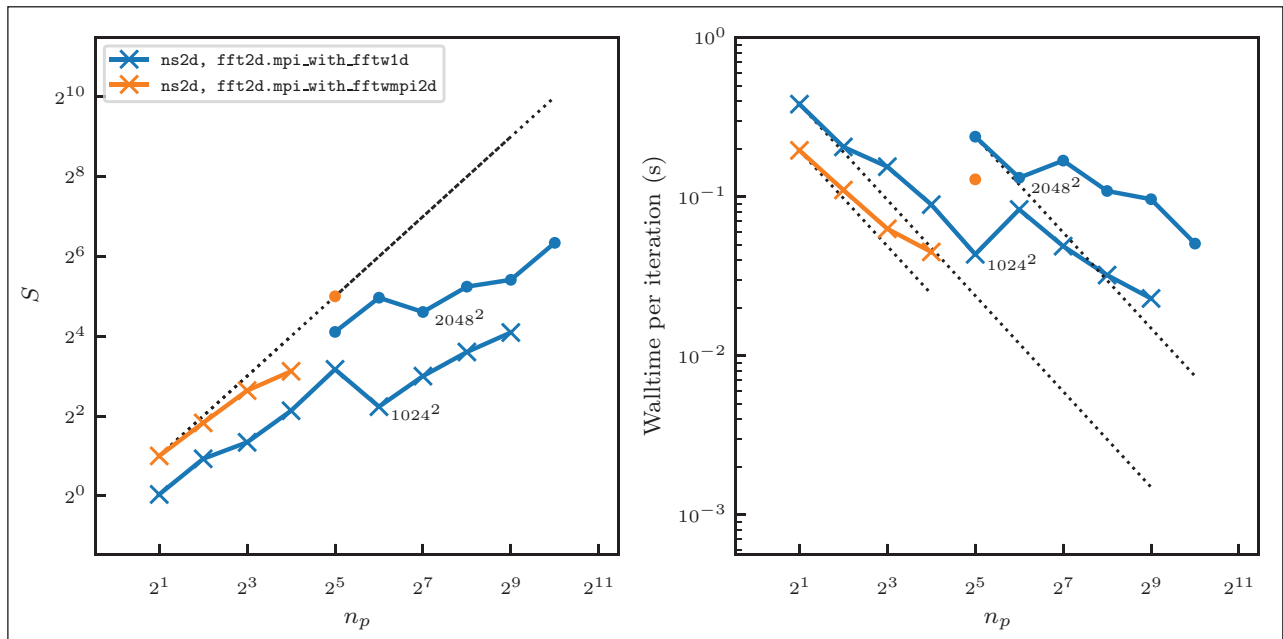 ns2d, fft2d.mpi_with_fftw1d
ns2d, fft2d.mpi_with_fftwmpi2d
2^10
2^8
2^6
2^4
2^2
2^0
S
2048^2
1024^2
2^1 2^3 2^5 2^7 2^9 2^11
n_p
10^0
10^-1
10^-2
10^-3
Walltime per iteration (s)
2048^2
1024^2
2^1 2^3 2^5 2^7 2^9 2^11
n_p